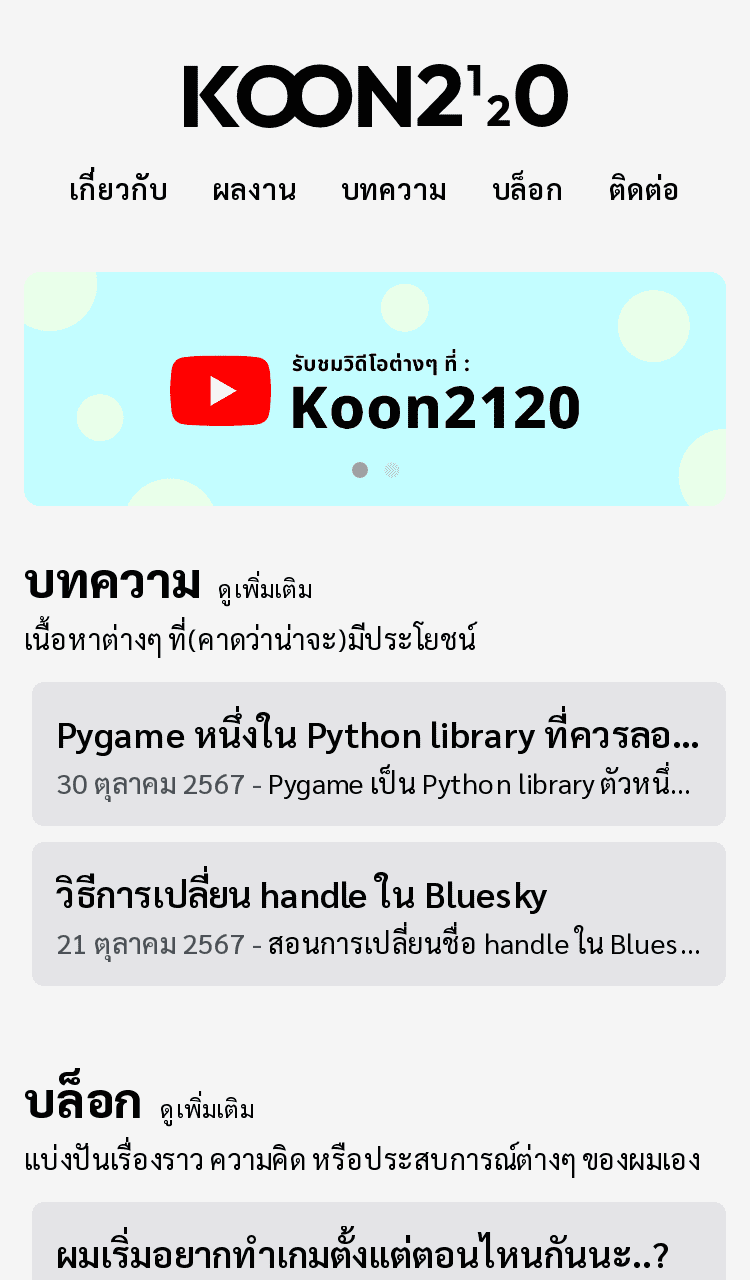 KOON2120
เกี่ยวกับ ผลงาน บทความ บล็อก ติดต่อ
รับชมวิดีโอต่างๆ ที่ :
Koon2120
บทความ ดูเพิ่มเติม
เนื้อหาต่างๆ ที่(คาดว่าน่าจะ)มีประโยชน์
Pygame หนึ่งใน Python library ที่ควรลอ...
30 ตุลาคม 2567 - Pygame เป็น Python library ตัวหนึ่...
วิธีการเปลี่ยน handle ใน Bluesky
21 ตุลาคม 2567 - สอนการเปลี่ยนชื่อ handle ใน Blues...
บล็อก ดูเพิ่มเติม
แบ่งปันเรื่องราว ความคิด หรือประสบการณ์ต่างๆ ของผมเอง
ผมเริ่มอยากทำเกมตั้งแต่ตอนไหนกันนะ..?